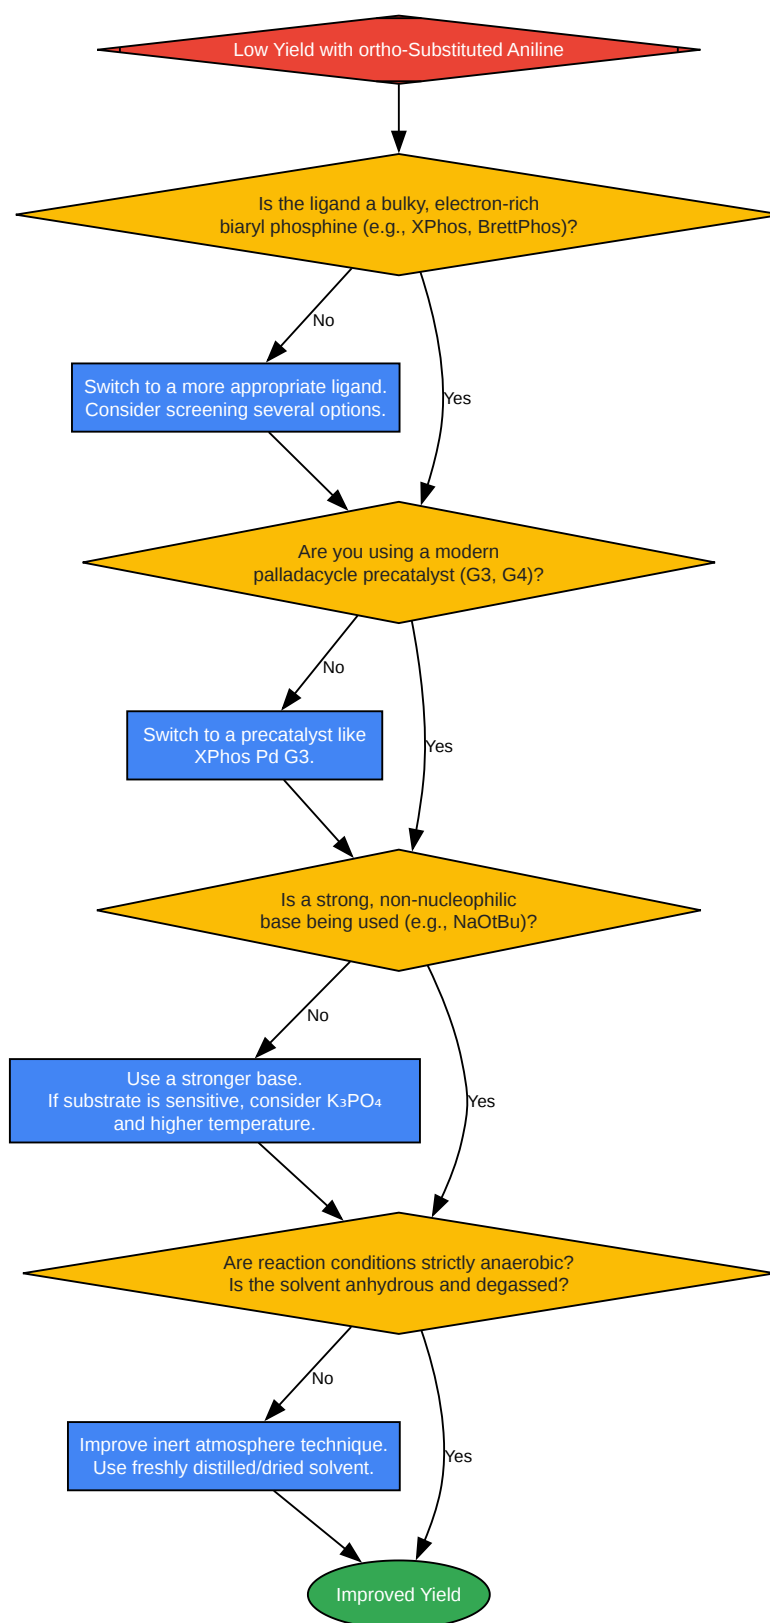 Low Yield with ortho-Substituted Aniline
Is the ligand a bulky, electron-rich
biaryl phosphine (e.g., XPhos, BrettPhos)?
No
Yes
Switch to a more appropriate ligand.
Consider screening several options.
Are you using a modern
palladacycle precatalyst (G3, G4)?
No
Yes
Switch to a precatalyst like
XPhos Pd G3.
Is a strong, non-nucleophilic
base being used (e.g., NaOtBu)?
No
Yes
Use a stronger base.
If substrate is sensitive, consider K₃PO₄
and higher temperature.
Are reaction conditions strictly anaerobic?
Is the solvent anhydrous and degassed?
No
Yes
Improve inert atmosphere technique.
Use freshly distilled/dried solvent.
Improved Yield